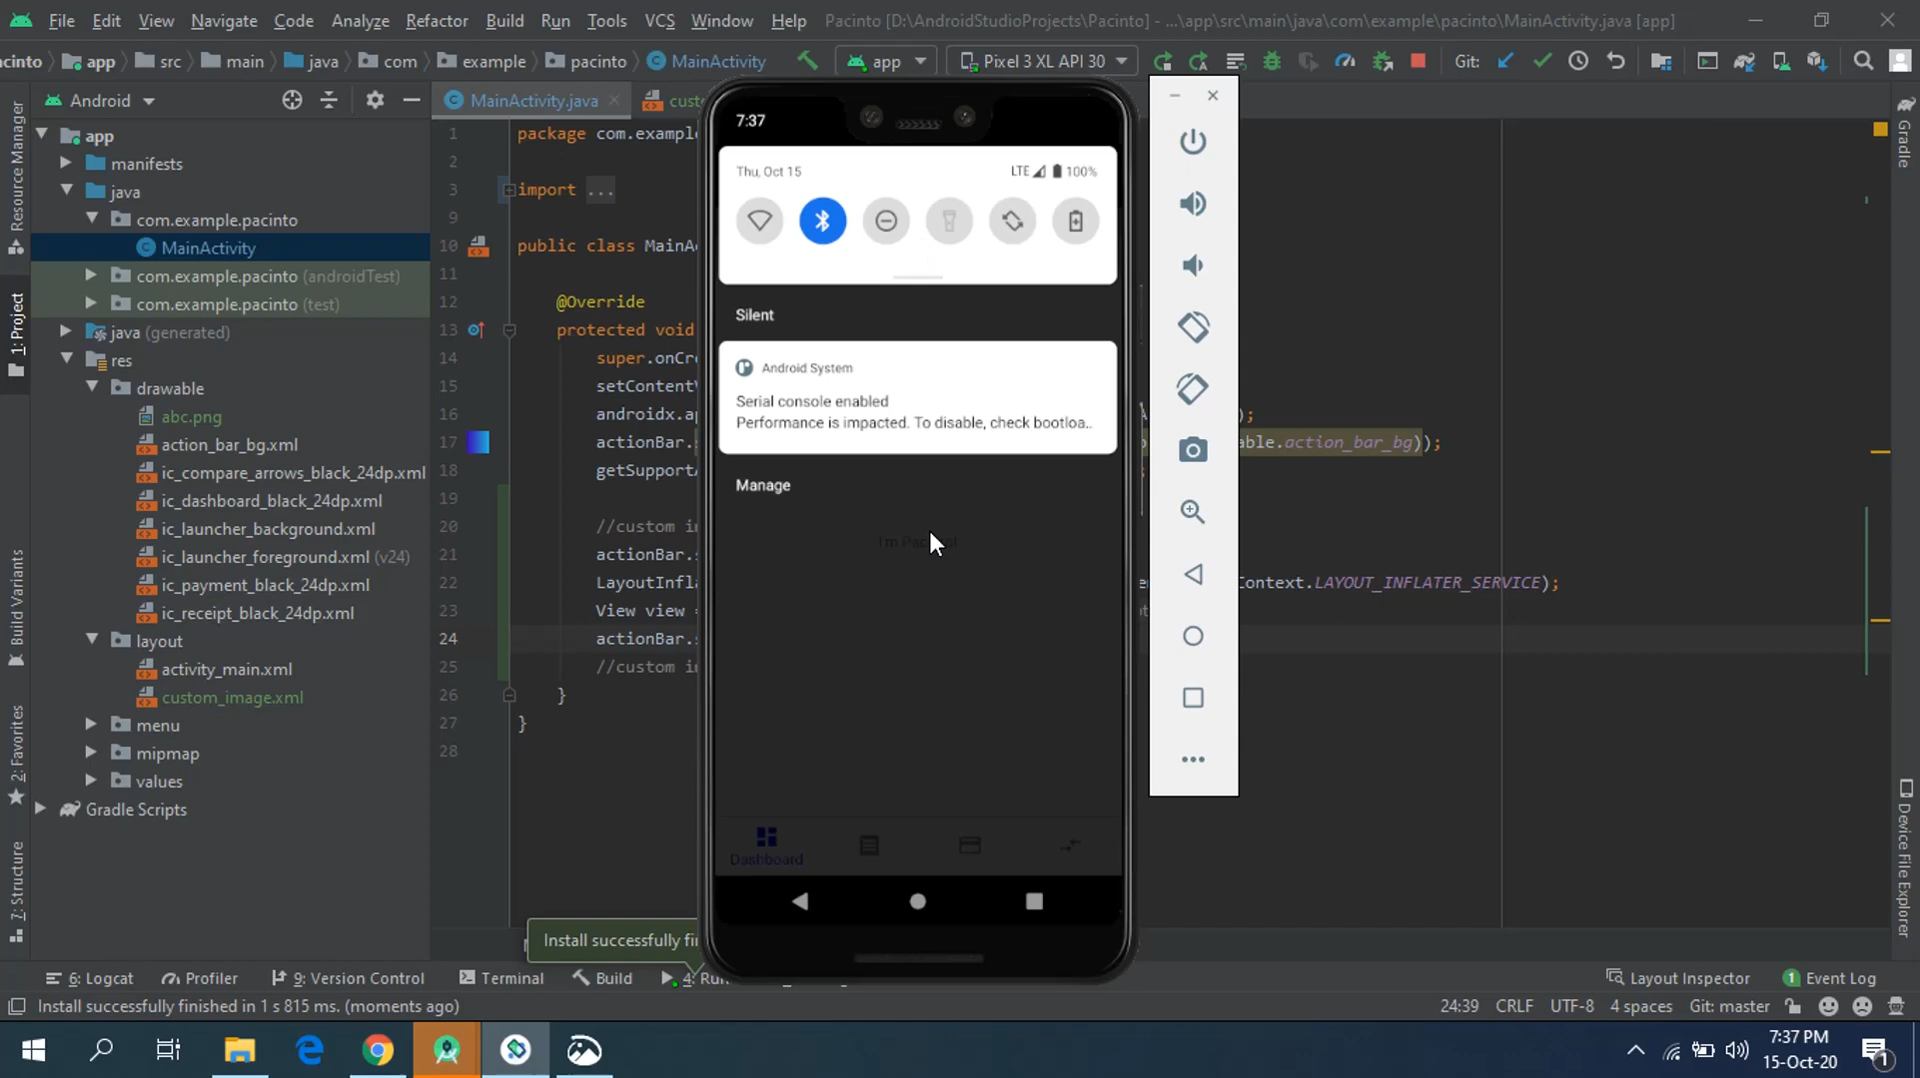 File Edit View Navigate Code Analyze Refactor Build Run Tools VCS Window Help Pacinto [D:\AndroidStudioProjects\Pacinto] - ...\app\src\main\java\com\example\pacinto\MainActivity.java [app]
acinto app src main java com example pacinto MainActivity app Pixel 3 XL API 30 Git:
Resource Manager
1: Project
Build Variants
2: Favorites
7: Structure
Android
app
manifests
java
com.example.pacinto
MainActivity
com.example.pacinto (androidTest)
com.example.pacinto (test)
java (generated)
res
drawable
abc.png
action_bar_bg.xml
ic_compare_arrows_black_24dp.xml
ic_dashboard_black_24dp.xml
ic_launcher_background.xml
ic_launcher_foreground.xml (v24)
ic_payment_black_24dp.xml
ic_receipt_black_24dp.xml
layout
activity_main.xml
custom_image.xml
menu
mipmap
values
Gradle Scripts
MainActivity.java
1 package com.example
2
3 import ...
9
10 public class MainA
11
12 @Override
13 protected void
14 super.onCr
15 setContentV
16 androidx.ap );
17 actionBar. able.action_bar_bg));
18 getSupportA
19
20 //custom
21 actionBar.
22 LayoutInfl Context.LAYOUT_INFLATER_SERVICE);
23 View view =
24 actionBar.
25 //custom
26 }
27 }
28
7:37
Thu, Oct 15 LTE 100%
Silent
Android System
Serial console enabled
Performance is impacted. To disable, check bootloa..
Manage
I'm
Dashboard
Gradle
Device File Explorer
Install successfully
6: Logcat Profiler 9: Version Control Terminal Build 4: Layout Inspector 1 Event Log
Install successfully finished in 1 s 815 ms. (moments ago) 24:39 CRLF UTF-8 4 spaces Git: master
7:37 PM
15-Oct-20
1